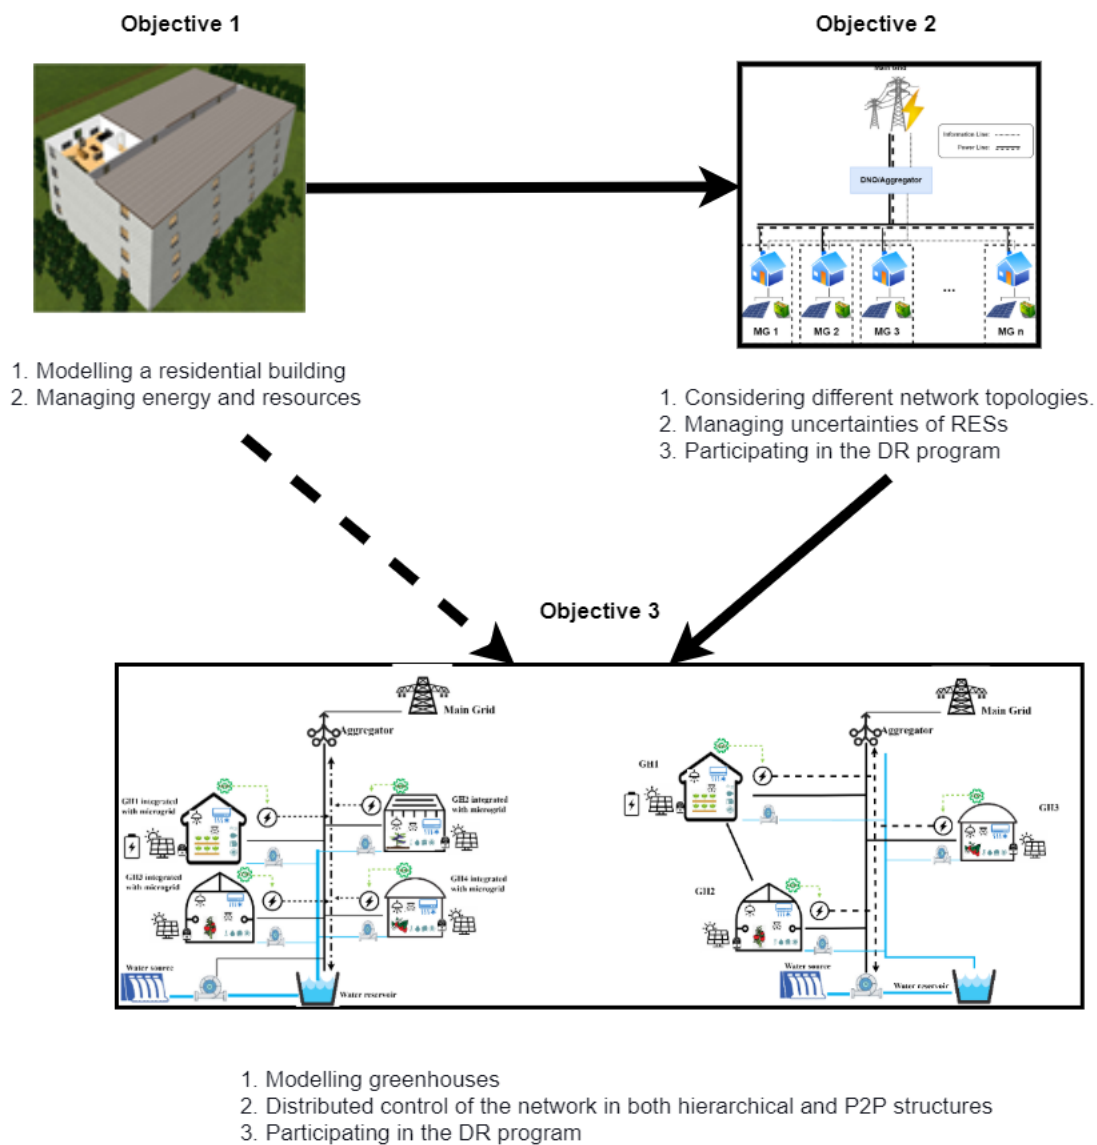 Objective 1
Objective 2
Main Grid
Information Line:
Power Line:
DNO/Aggregator
...
MG 1
MG 2
MG 3
MG n
1. Modelling a residential building
2. Managing energy and resources
1. Considering different network topologies.
2. Managing uncertainties of RESs
3. Participating in the DR program
Objective 3
Main Grid
Aggregator
GH1 integrated
with microgrid
GH2 integrated
with microgrid
GH3 integrated
with microgrid
GH4 integrated
with microgrid
Water source
Water reservoir
Main Grid
Aggregator
GH1
GH3
GH2
Water source
Water reservoir
1. Modelling greenhouses
2. Distributed control of the network in both hierarchical and P2P structures
3. Participating in the DR program